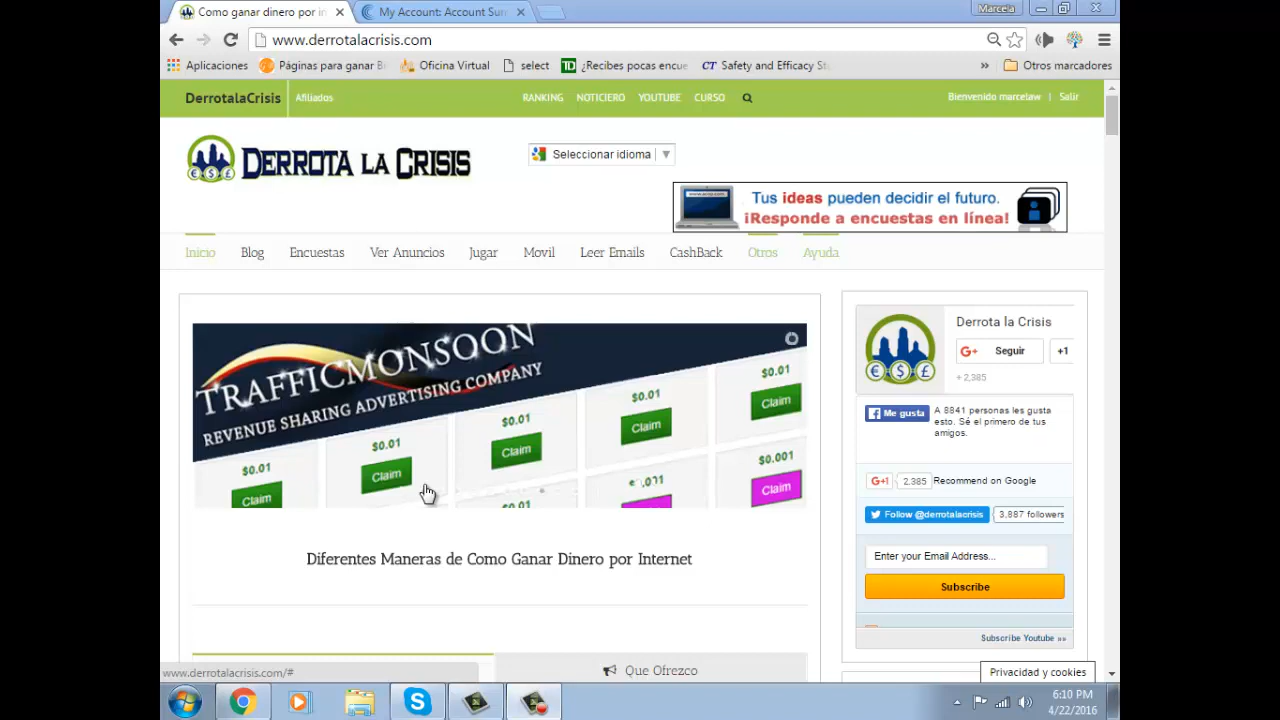 Como ganar dinero por in
My Account: Account Sum
Marcela
www.derrotalacrisis.com
Aplicaciones
Páginas para ganar Bi
Oficina Virtual
select
TD
¿Recibes pocas encue
CT
Safety and Efficacy St
»
Otros marcadores
DerrotalaCrisis
Afiliados
RANKING
NOTICIERO
YOUTUBE
CURSO
Bienvenido marcelaw | Salir
DERROTA LA CRISIS
Seleccionar idioma
Tus ideas pueden decidir el futuro.
¡Responde a encuestas en línea!
Inicio
Blog
Encuestas
Ver Anuncios
Jugar
Movil
Leer Emails
CashBack
Otros
Ayuda
TRAFFICMONSOON
REVENUE SHARING ADVERTISING COMPANY
$0.01
$0.01
$0.01
$0.01
$0.01
Claim
Claim
Claim
Claim
Claim
$0.001
Claim
Diferentes Maneras de Como Ganar Dinero por Internet
Que Ofrezco
Derrota la Crisis
G+ Seguir
+1
+ 2,385
Me gusta
A 8841 personas les gusta
esto. Sé el primero de tus
amigos.
G+1
2,385
Recommend on Google
Follow @derrotalacrisis
3,887 followers
Enter your Email Address...
Subscribe
Subscribe Youtube »»
Privacidad y cookies
www.derrotalacrisis.com/#
6:10 PM
4/22/2016